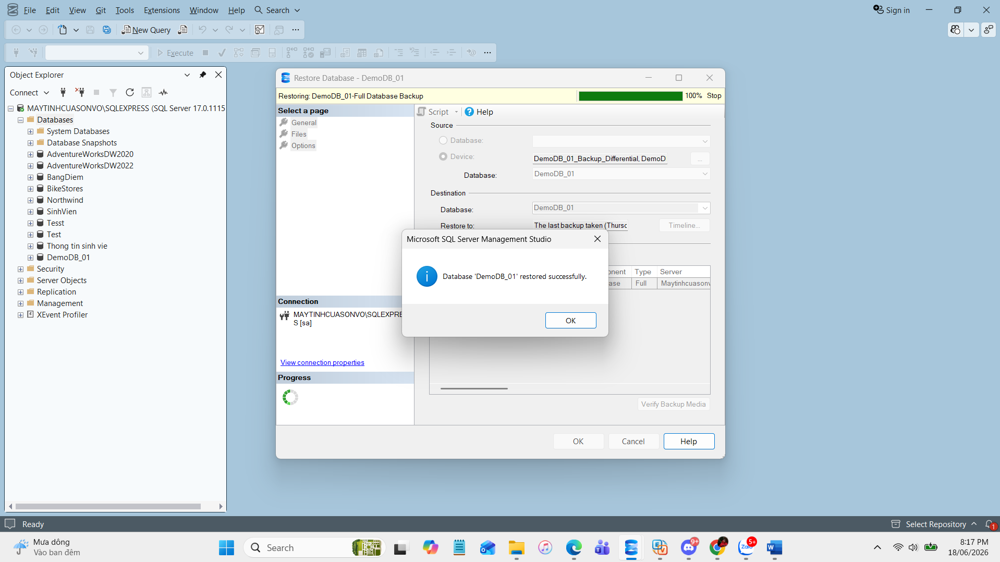 File Edit View Git Tools Extensions Window Help Search Sign in
New Query
Execute
Object Explorer
Connect
MAYTINHCUASONVO\SQLEXPRESS (SQL Server 17.0.1115
Databases
System Databases
Database Snapshots
AdventureWorksDW2020
AdventureWorksDW2022
BangDiem
BikeStores
Northwind
SinhVien
Tesst
Test
Thong tin sinh vie
DemoDB_01
Security
Server Objects
Replication
Management
XEvent Profiler
Restore Database - DemoDB_01
Restoring: DemoDB_01-Full Database Backup 100% Stop
Select a page
General
Files
Options
Script Help
Source
Database:
Device: DemoDB_01_Backup_Differential, DemoD ...
Database: DemoDB_01
Destination
Database: DemoDB_01
Restore to: The last backup taken (Thursc Timeline...
onent Type Server
ase Full Maytinhcuasonv
Microsoft SQL Server Management Studio
Database 'DemoDB_01' restored successfully.
OK
Connection
MAYTINHCUASONVO\SQLEXPRE
S [sa]
View connection properties
Progress
Verify Backup Media
OK Cancel Help
Ready Select Repository 1
Mưa dông
Vào ban đêm
Search
9+
Zalo 5+
8:17 PM
18/06/2026